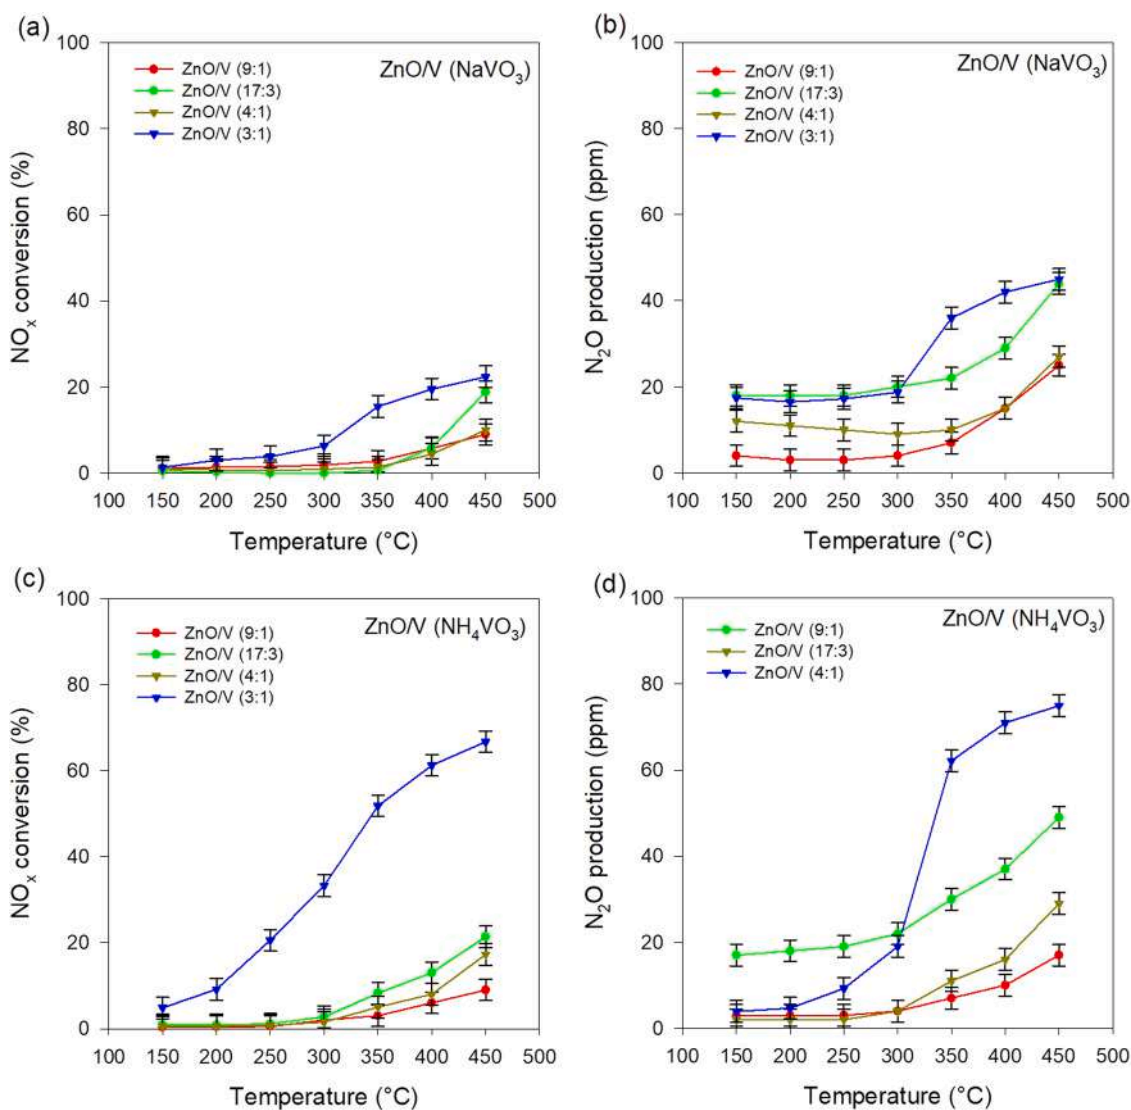 (a)
100
80
60
40
20
0
NOₓ conversion (%)
ZnO/V (9:1)
ZnO/V (17:3)
ZnO/V (4:1)
ZnO/V (3:1)
ZnO/V (NaVO₃)
100 150 200 250 300 350 400 450 500
Temperature (°C)
(b)
100
80
60
40
20
0
N₂O production (ppm)
ZnO/V (9:1)
ZnO/V (17:3)
ZnO/V (4:1)
ZnO/V (3:1)
ZnO/V (NaVO₃)
100 150 200 250 300 350 400 450 500
Temperature (°C)
(c)
100
80
60
40
20
0
NOₓ conversion (%)
ZnO/V (9:1)
ZnO/V (17:3)
ZnO/V (4:1)
ZnO/V (3:1)
ZnO/V (NH₄VO₃)
100 150 200 250 300 350 400 450 500
Temperature (°C)
(d)
100
80
60
40
20
0
N₂O production (ppm)
ZnO/V (9:1)
ZnO/V (17:3)
ZnO/V (4:1)
ZnO/V (NH₄VO₃)
100 150 200 250 300 350 400 450 500
Temperature (°C)